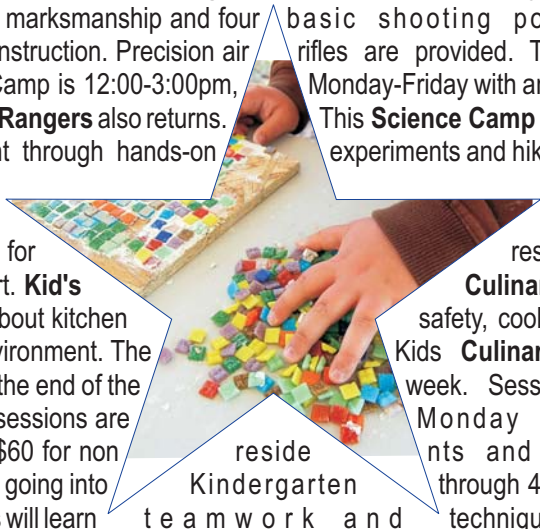 marksmanship and four basic shooting po
nstruction. Precision air rifles are provided. T
Camp is 12:00-3:00pm, Monday-Friday with an
Rangers also returns. This Science Camp
t through hands-on experiments and hik
for res
rt. Kid's Culinar
bout kitchen safety, cool
vironment. The Kids Culinar
the end of the week. Sess
sessions are Monday
$60 for non reside nts and
going into Kindergarten through 4
s will learn teamwork and techniqu